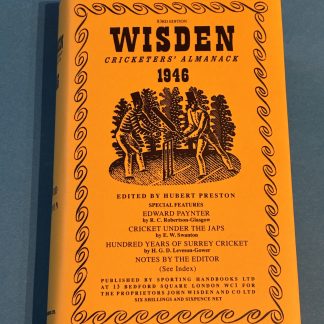 83RD EDITION
WISDEN
CRICKETERS' ALMANACK
1946
EDITED BY HUBERT PRESTON
SPECIAL FEATURES
EDWARD PAYNTER
by R. C. Robertson-Glasgow
CRICKET UNDER THE JAPS
by E. W. Swanton
HUNDRED YEARS OF SURREY CRICKET
by H. G. D. Leveson-Gower
NOTES BY THE EDITOR
(See Index)
PUBLISHED BY SPORTING HANDBOOKS LTD
AT 13 BEDFORD SQUARE LONDON WC1 FOR
THE PROPRIETORS JOHN WISDEN AND CO LTD
SIX SHILLINGS AND SIXPENCE NET